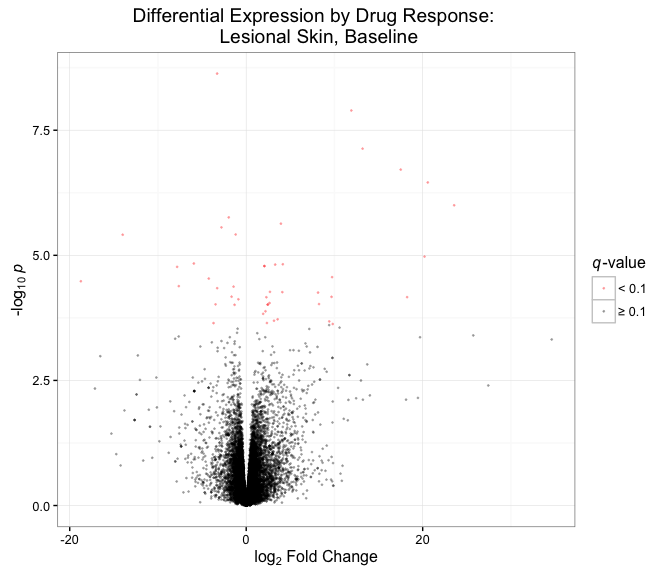 Differential Expression by Drug Response:
Lesional Skin, Baseline
7.5
5.0
2.5
0.0
-log10 p
-20
0
20
log2 Fold Change
q-value
< 0.1
≥ 0.1